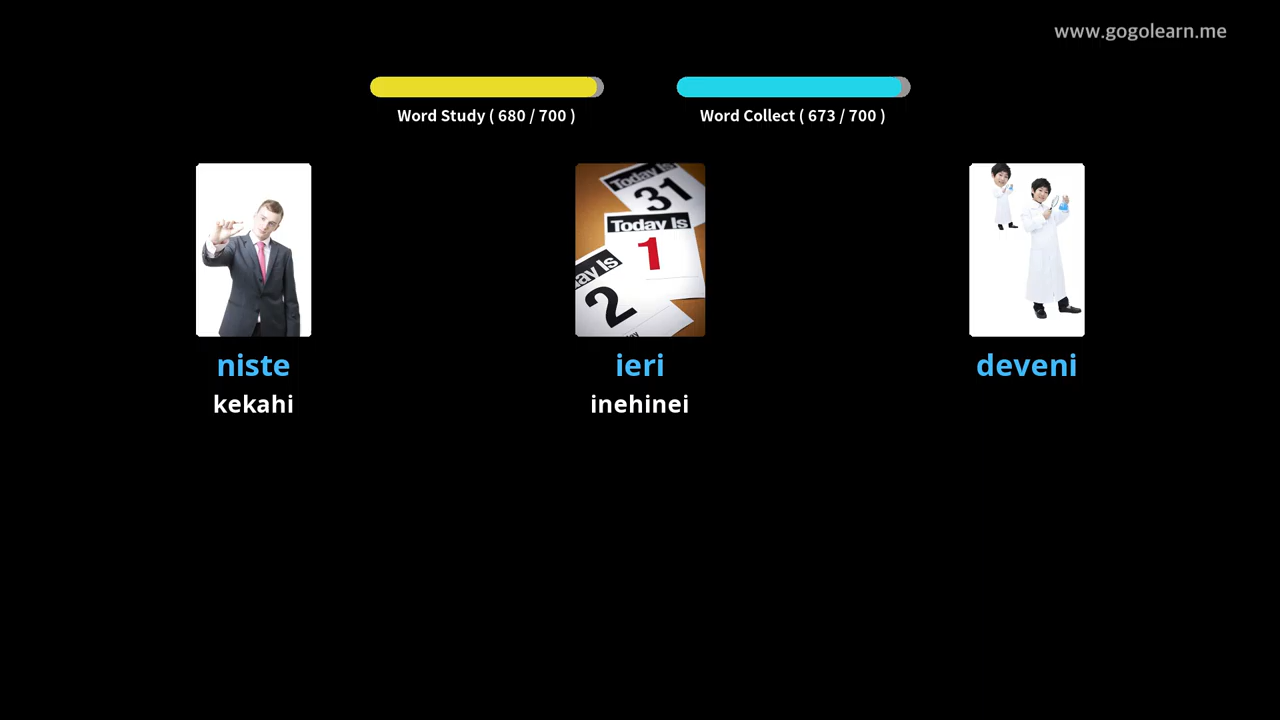 www.gogolearn.me
Word Study ( 680 / 700 )
Word Collect ( 673 / 700 )
Today Is
31
Today Is
1
ay Is
2
niste
ieri
deveni
kekahi
inehinei